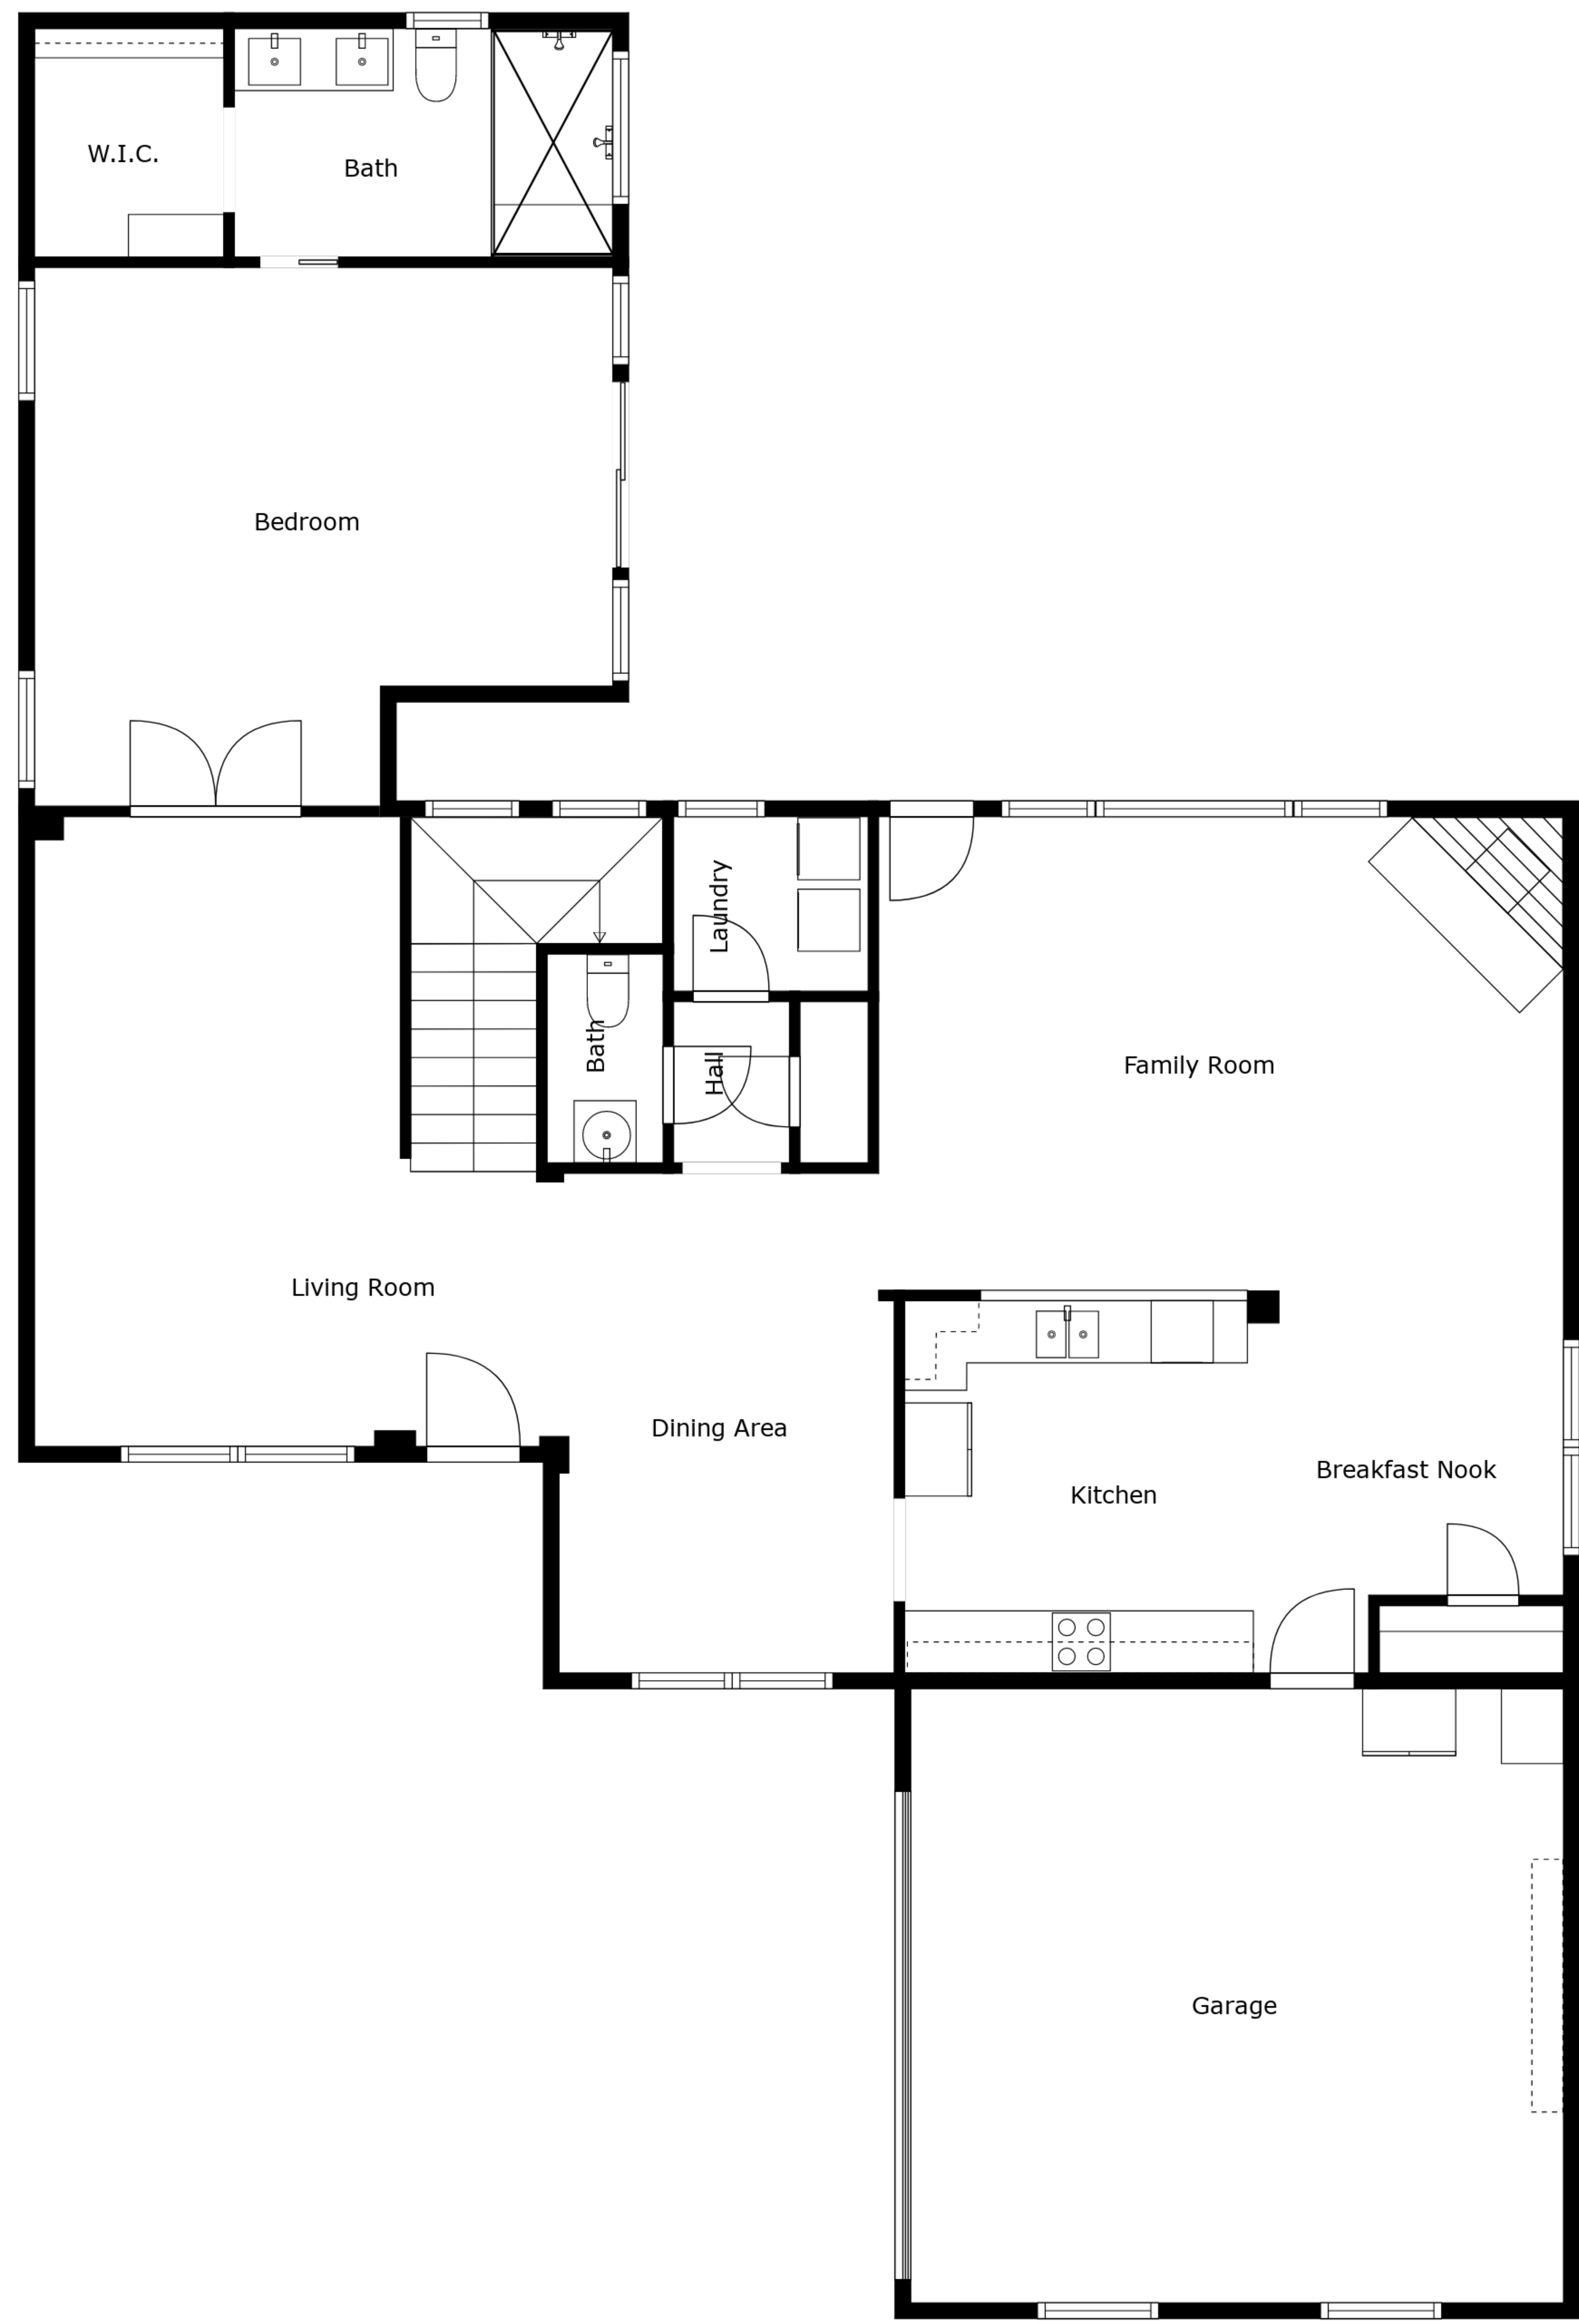 W.I.C.
Bath
Bedroom
Laundry
Bath
Hall
Family Room
Living Room
Dining Area
Kitchen
Breakfast Nook
Garage